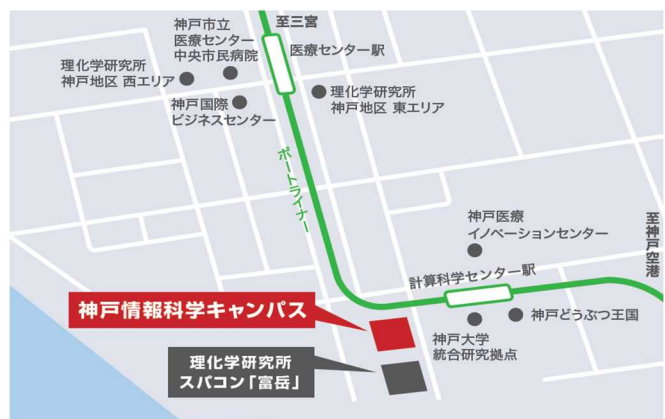 至三宮
神戸市立
医療センター
中央市民病院
医療センター駅
理化学研究所
神戸地区 西エリア
神戸国際
ビジネスセンター
理化学研究所
神戸地区 東エリア
ポートライナー
神戸医療
イノベーションセンター
至神戸空港
計算科学センター駅
神戸情報科学キャンパス
神戸どうぶつ王国
神戸大学
統合研究拠点
理化学研究所
スパコン「富岳」